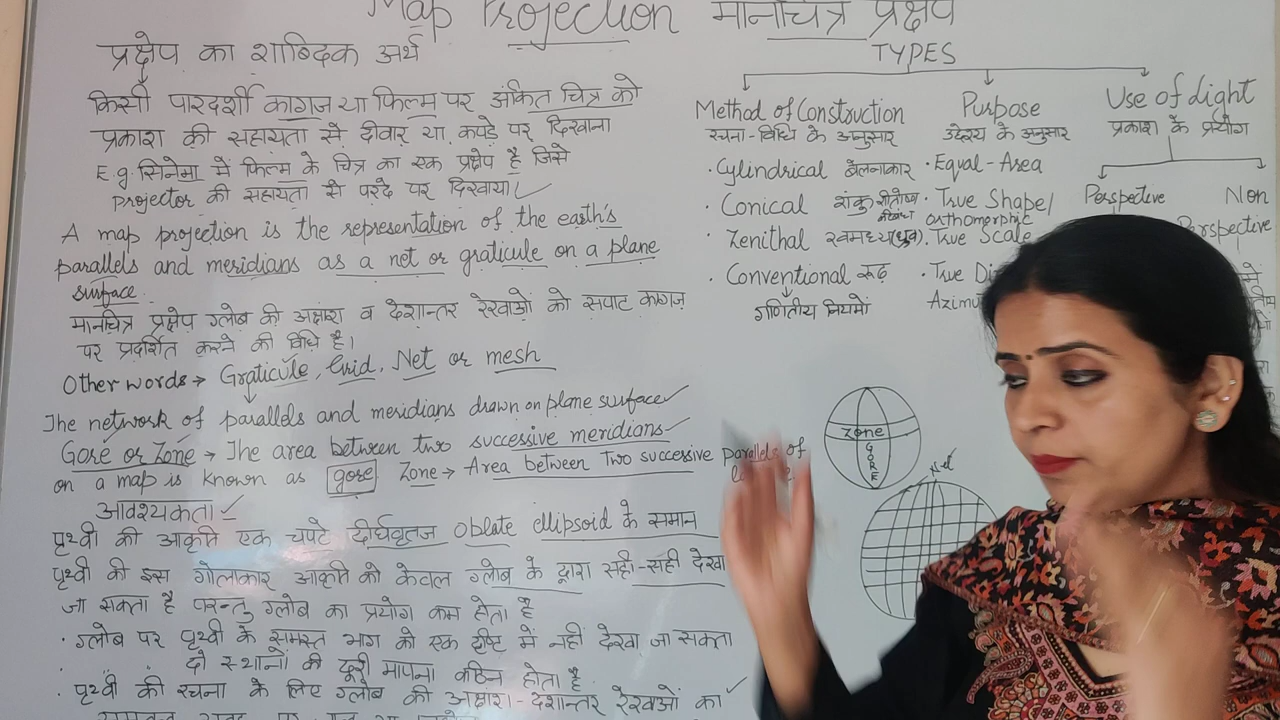 Map Projection मानचित्र प्रक्षेप
प्रक्षेप का शाब्दिक अर्थ
किसी पारदर्शी कागज या फिल्म पर अंकित चित्र को
प्रकाश की सहायता से दीवार या कपड़े पर दिखाना
E.g. सिनेमा में फिल्म के चित्र का एक प्रक्षेप है जिसे
projector की सहायता से परदे पर दिखाया
A map projection is the representation of the earth's
parallels and meridians as a net or graticule on a plane
surface.
मानचित्र प्रक्षेप ग्लोब की अक्षांश व देशान्तर रेखाओं को सपाट कागज़
पर प्रदर्शित करने की विधि है।
Other words → Graticule, Grid, Net or mesh
The network of parallels and meridians drawn on plane surface
Gore or Zone → The area between two successive meridians
on a map is known as gore. Zone → Area between Two successive parallels of
आवश्यकता
पृथ्वी की आकृति एक चपटे दीर्घवृतज Oblate ellipsoid के समान
पृथ्वी की इस गोलाकार आकृति को केवल ग्लोब के द्वारा सही-सही देखा
जा सकता है परन्तु ग्लोब का प्रयोग कम होता है
· ग्लोब पर पृथ्वी के समस्त भाग को एक दृष्टि में नहीं देखा जा सकता
· दो स्थानों की दूरी मापना कठिन होता है
· पृथ्वी की रचना के लिए ग्लोब की अक्षांश-देशान्तर रेखाओं का
TYPES
Method of Construction
रचना-विधि के अनुसार
· Cylindrical बेलनाकार
· Conical शंकु शीतोष्ण
· Zenithal खमध्य (ध्रुव)
· Conventional रूढ़
गणितीय नियमों
Purpose
उद्देश्य के अनुसार
· Equal-Area
· True Shape/
Orthomorphic
· True Scale
· True
Use of Light
प्रकाश के प्रयोग
Perspective
Non
Perspective
Zone
GORE
Net